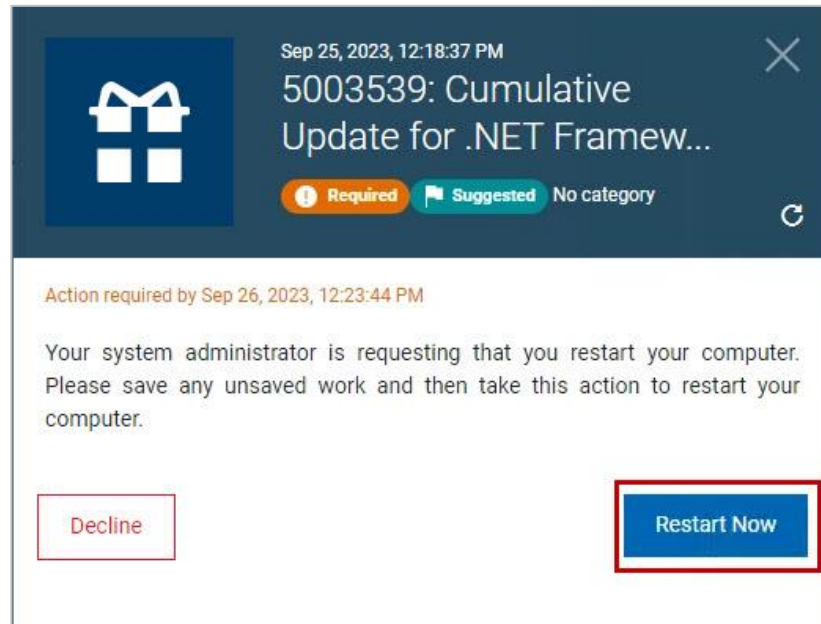 Sep 25, 2023, 12:18:37 PM
5003539: Cumulative
Update for .NET Framew...
Required Suggested No category
Action required by Sep 26, 2023, 12:23:44 PM
Your system administrator is requesting that you restart your computer.
Please save any unsaved work and then take this action to restart your
computer.
Decline Restart Now